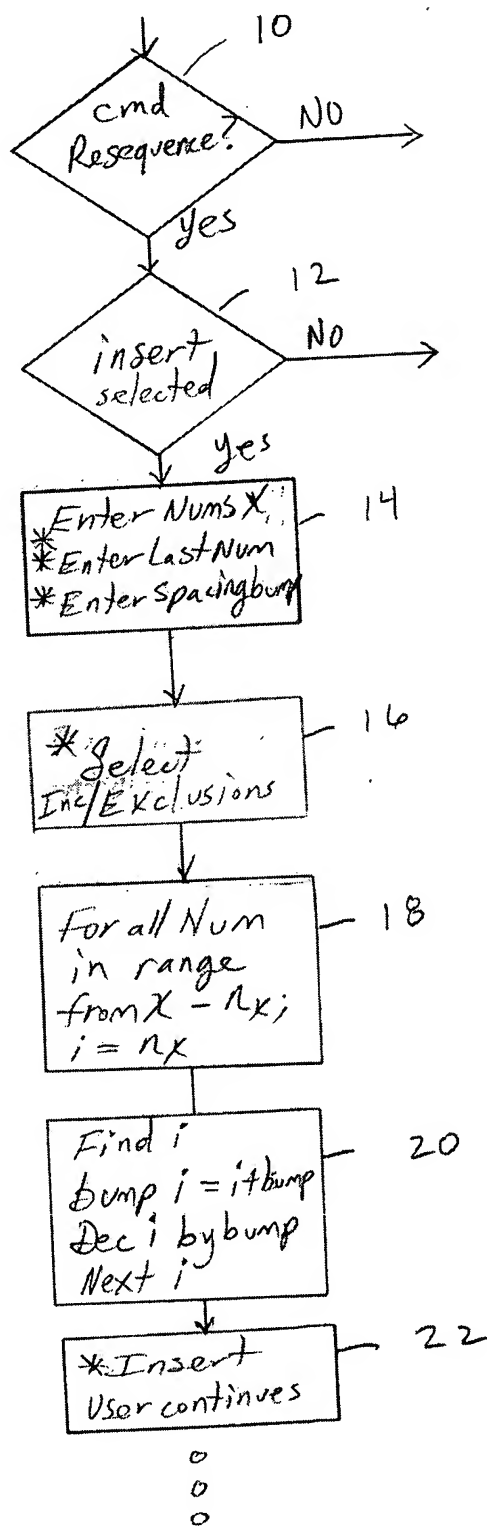 10
cmd
Resequence?
NO
Yes
12
insert
selected
NO
yes
*Enter Nums X,
*Enter LastNum
*Enter Spacingbump
14
*Select
Inc/Exclusions
16
For all Num
in range
from X - nx;
i = nx
18
Find i
bump i = i+bump
Dec i by bump
Next i
20
*Insert
User continues
22